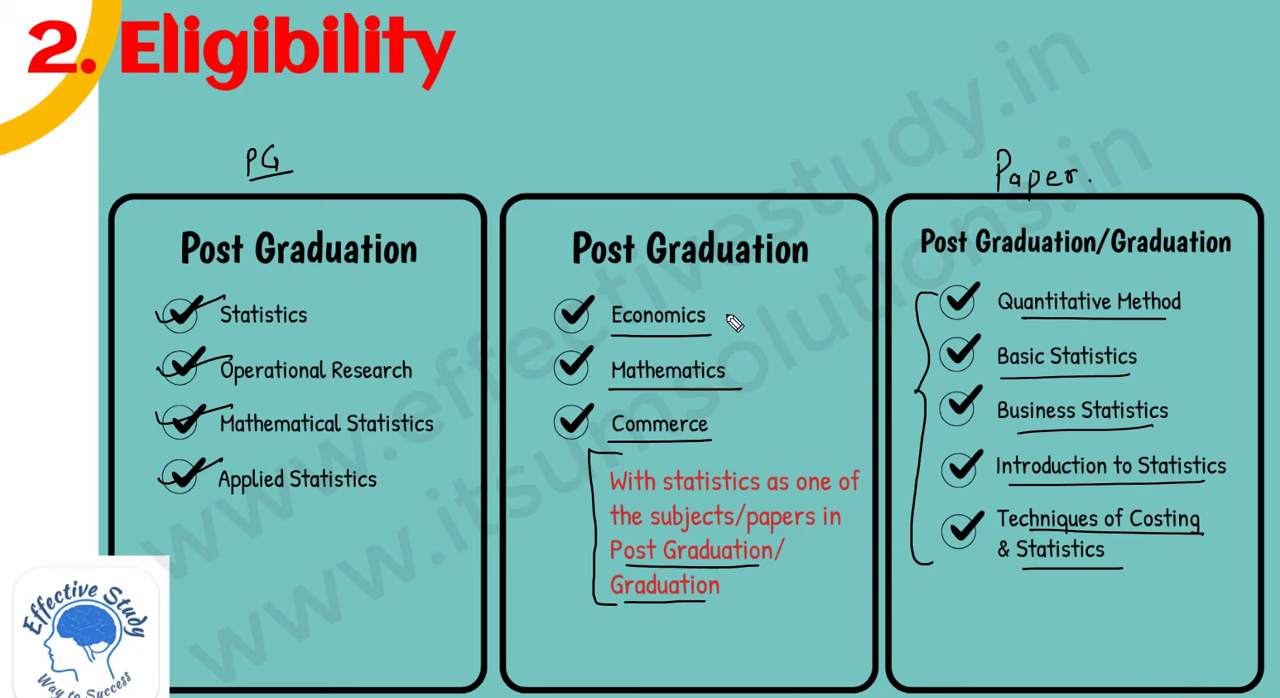 2. Eligibility
PG
Paper.
Post Graduation
Statistics
Operational Research
Mathematical Statistics
Applied Statistics
Post Graduation
Economics
Mathematics
Commerce
With statistics as one of
the subjects/papers in
Post Graduation/
Graduation
Post Graduation/Graduation
Quantitative Method
Basic Statistics
Business Statistics
Introduction to Statistics
Techniques of Costing
& Statistics
www.effectivestudy.in
www.itsumsolutions.in
Effective Study
Way to Success